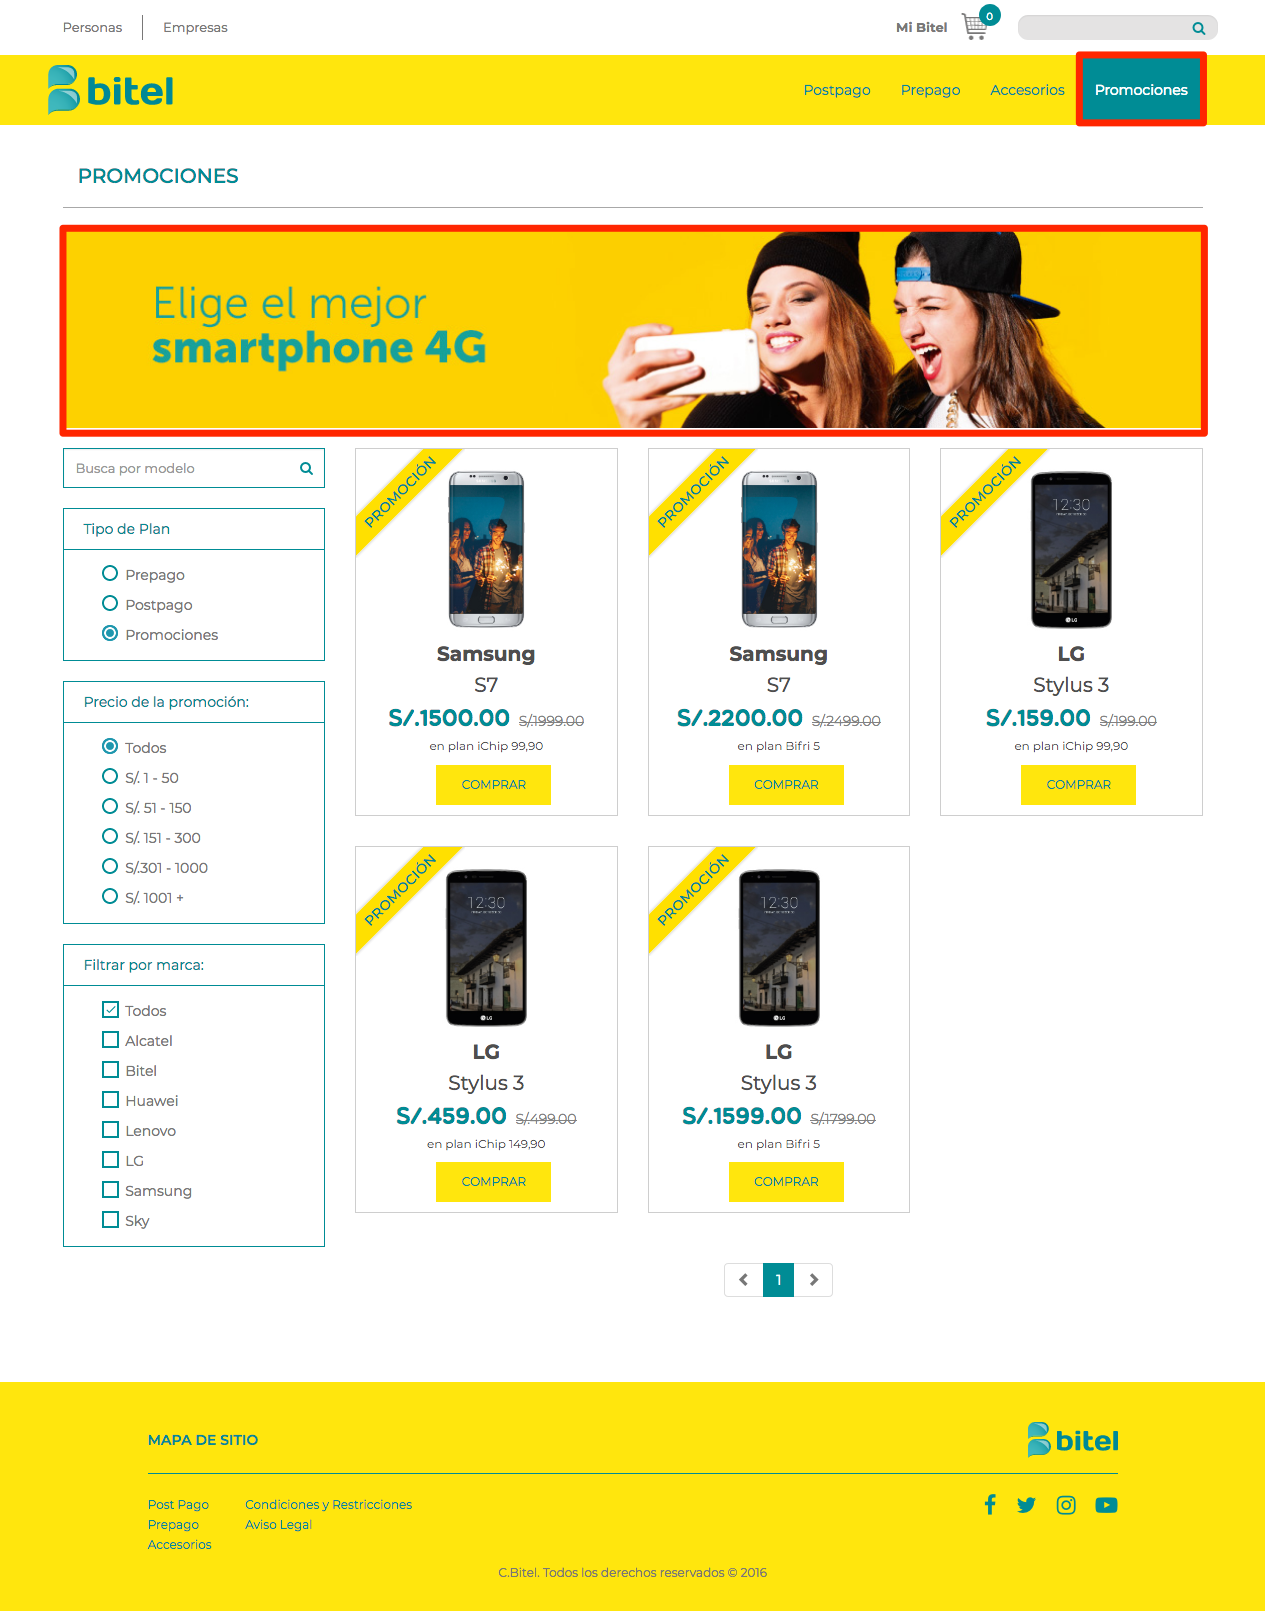 Personas
Empresas
Mi Bitel
0
bitel
Postpago
Prepago
Accesorios
Promociones
PROMOCIONES
Elige el mejor
smartphone 4G
Busca por modelo
Tipo de Plan
Prepago
Postpago
Promociones
Precio de la promoción:
Todos
S/. 1 - 50
S/. 51 - 150
S/. 151 - 300
S/.301 - 1000
S/. 1001 +
Filtrar por marca:
Todos
Alcatel
Bitel
Huawei
Lenovo
LG
Samsung
Sky
PROMOCIÓN
Samsung
S7
S/.1500.00 S/.1999.00
en plan iChip 99,90
COMPRAR
PROMOCIÓN
Samsung
S7
S/.2200.00 S/.2499.00
en plan Bifri 5
COMPRAR
PROMOCIÓN
12:30
LG
LG
Stylus 3
S/.159.00 S/.199.00
en plan iChip 99,90
COMPRAR
PROMOCIÓN
12:30
LG
LG
Stylus 3
S/.459.00 S/.499.00
en plan iChip 149,90
COMPRAR
PROMOCIÓN
12:30
LG
LG
Stylus 3
S/.1599.00 S/.1799.00
en plan Bifri 5
COMPRAR
1
MAPA DE SITIO
bitel
Post Pago
Prepago
Accesorios
Condiciones y Restricciones
Aviso Legal
C.Bitel. Todos los derechos reservados © 2016